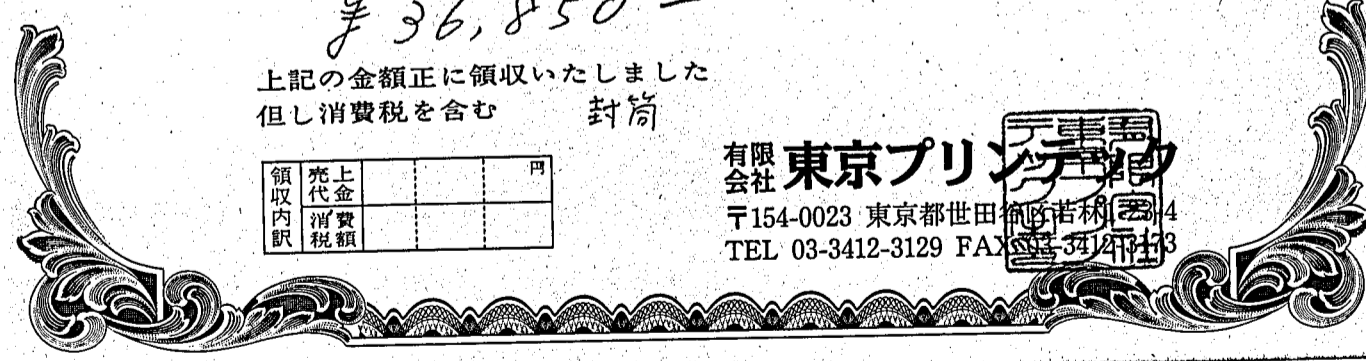 ¥36,850-
上記の金額正に領収いたしました
但し消費税を含む 封筒
領収内訳 売上代金 円
消費税額
有限会社 東京プリンテック
〒154-0023 東京都世田谷区若林
TEL 03-3412-3129 FAX 03-3412-3173